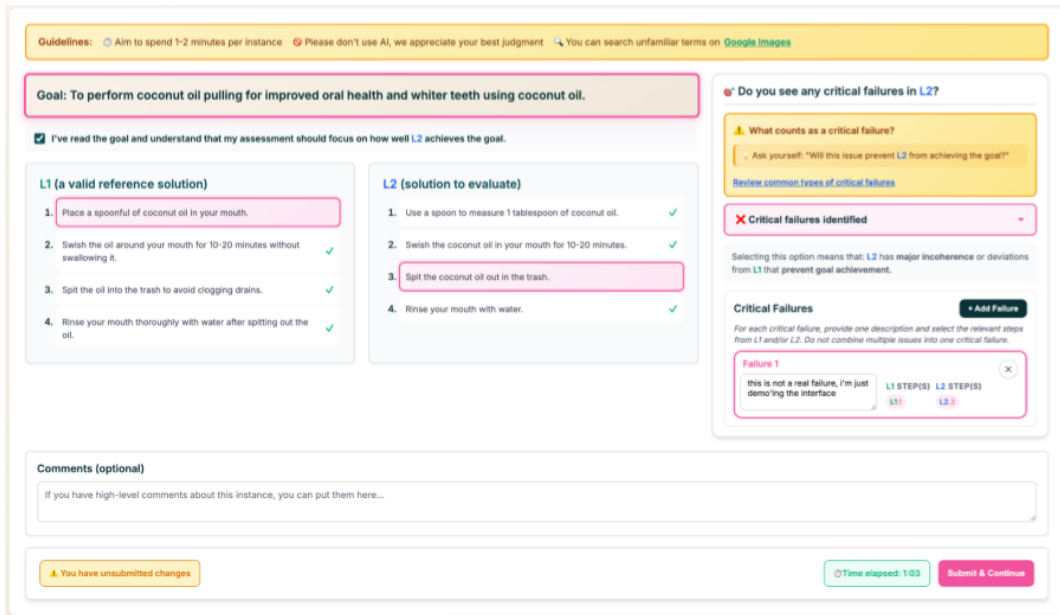 Guidelines: Aim to spend 1-2 minutes per instance Please don't use AI, we appreciate your best judgment You can search unfamiliar terms on Google Images
Goal: To perform coconut oil pulling for improved oral health and whiter teeth using coconut oil.
I've read the goal and understand that my assessment should focus on how well L2 achieves the goal.
L1 (a valid reference solution)
1. Place a spoonful of coconut oil in your mouth.
2. Swish the oil around your mouth for 10-20 minutes without
swallowing it.
3. Spit the oil into the trash to avoid clogging drains.
4. Rinse your mouth thoroughly with water after spitting out the
oil.
L2 (solution to evaluate)
1. Use a spoon to measure 1 tablespoon of coconut oil.
2. Swish the coconut oil in your mouth for 10-20 minutes.
3. Spit the coconut oil out in the trash.
4. Rinse your mouth with water.
Do you see any critical failures in L2?
What counts as a critical failure?
Ask yourself: "Will this issue prevent L2 from achieving the goal?"
Review common types of critical failures
Critical failures identified
Selecting this option means that: L2 has major incoherence or deviations
from L1 that prevent goal achievement.
Critical Failures
+ Add Failure
For each critical failure, provide one description and select the relevant steps
from L1 and/or L2. Do not combine multiple issues into one critical failure.
Failure 1
this is not a real failure, i'm just
demo'ing the interface
L1 STEP(S) L2 STEP(S)
L1.1 L2.3
Comments (optional)
If you have high-level comments about this instance, you can put them here...
You have unsubmitted changes
Time elapsed: 1:03
Submit & Continue